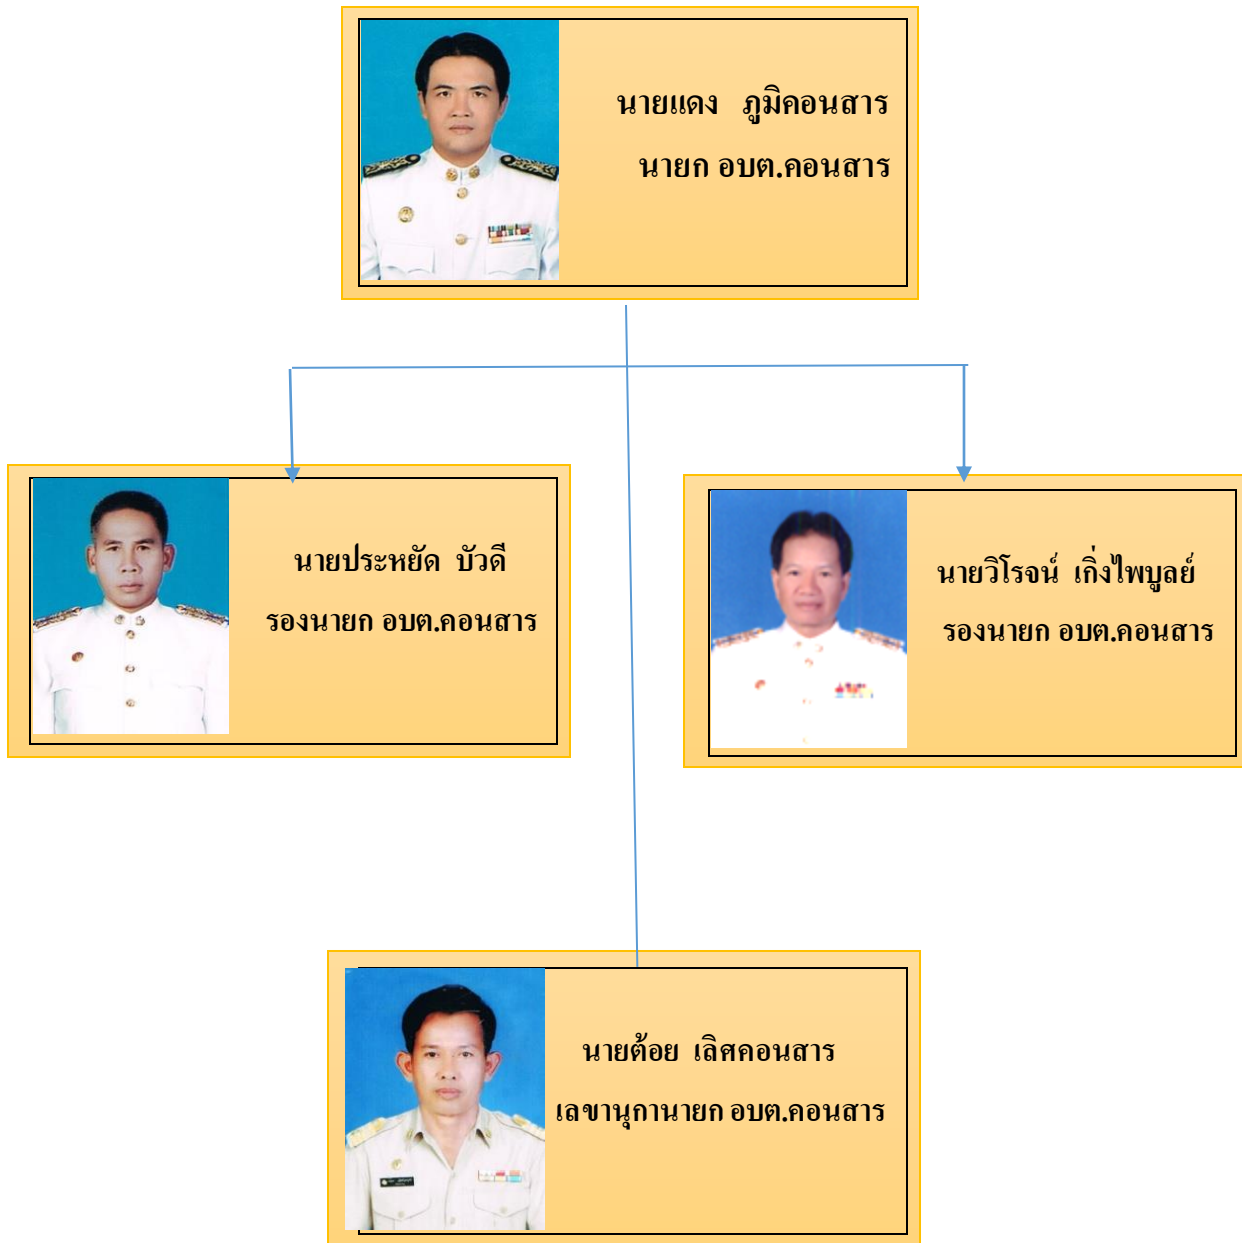 นายแดง ภูมิคอนสาร
นายก อบต.คอนสาร
นายประหยัด บัวดี
รองนายก อบต.คอนสาร
นายวิโรจน์ เกิ่งไพบูลย์
รองนายก อบต.คอนสาร
นายต้อย เลิศคอนสาร
เลขานุกานายก อบต.คอนสาร